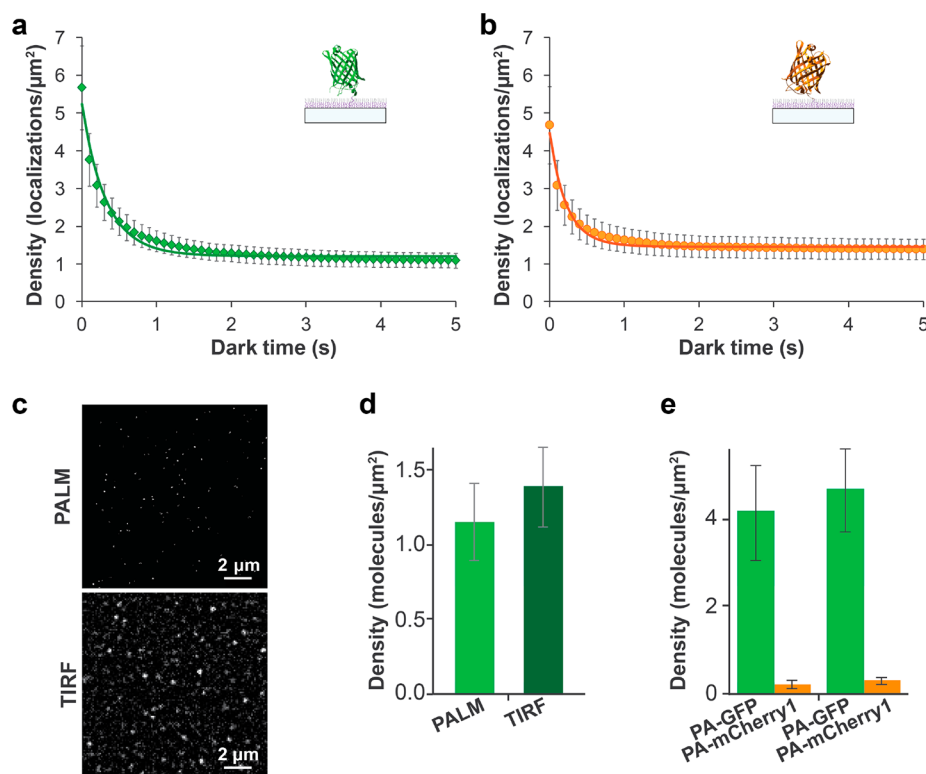 a
7
6
5
4
3
2
1
0
0 1 2 3 4 5
Density (localizations/µm²)
Dark time (s)
b
7
6
5
4
3
2
1
0
0 1 2 3 4 5
Density (localizations/µm²)
Dark time (s)
c
PALM
2 µm
TIRF
2 µm
d
Density (molecules/µm²)
1.5
1.0
0.5
0.0
PALM
TIRF
e
Density (molecules/µm²)
4
2
0
PA-GFP
PA-mCherry1
PA-GFP
PA-mCherry1